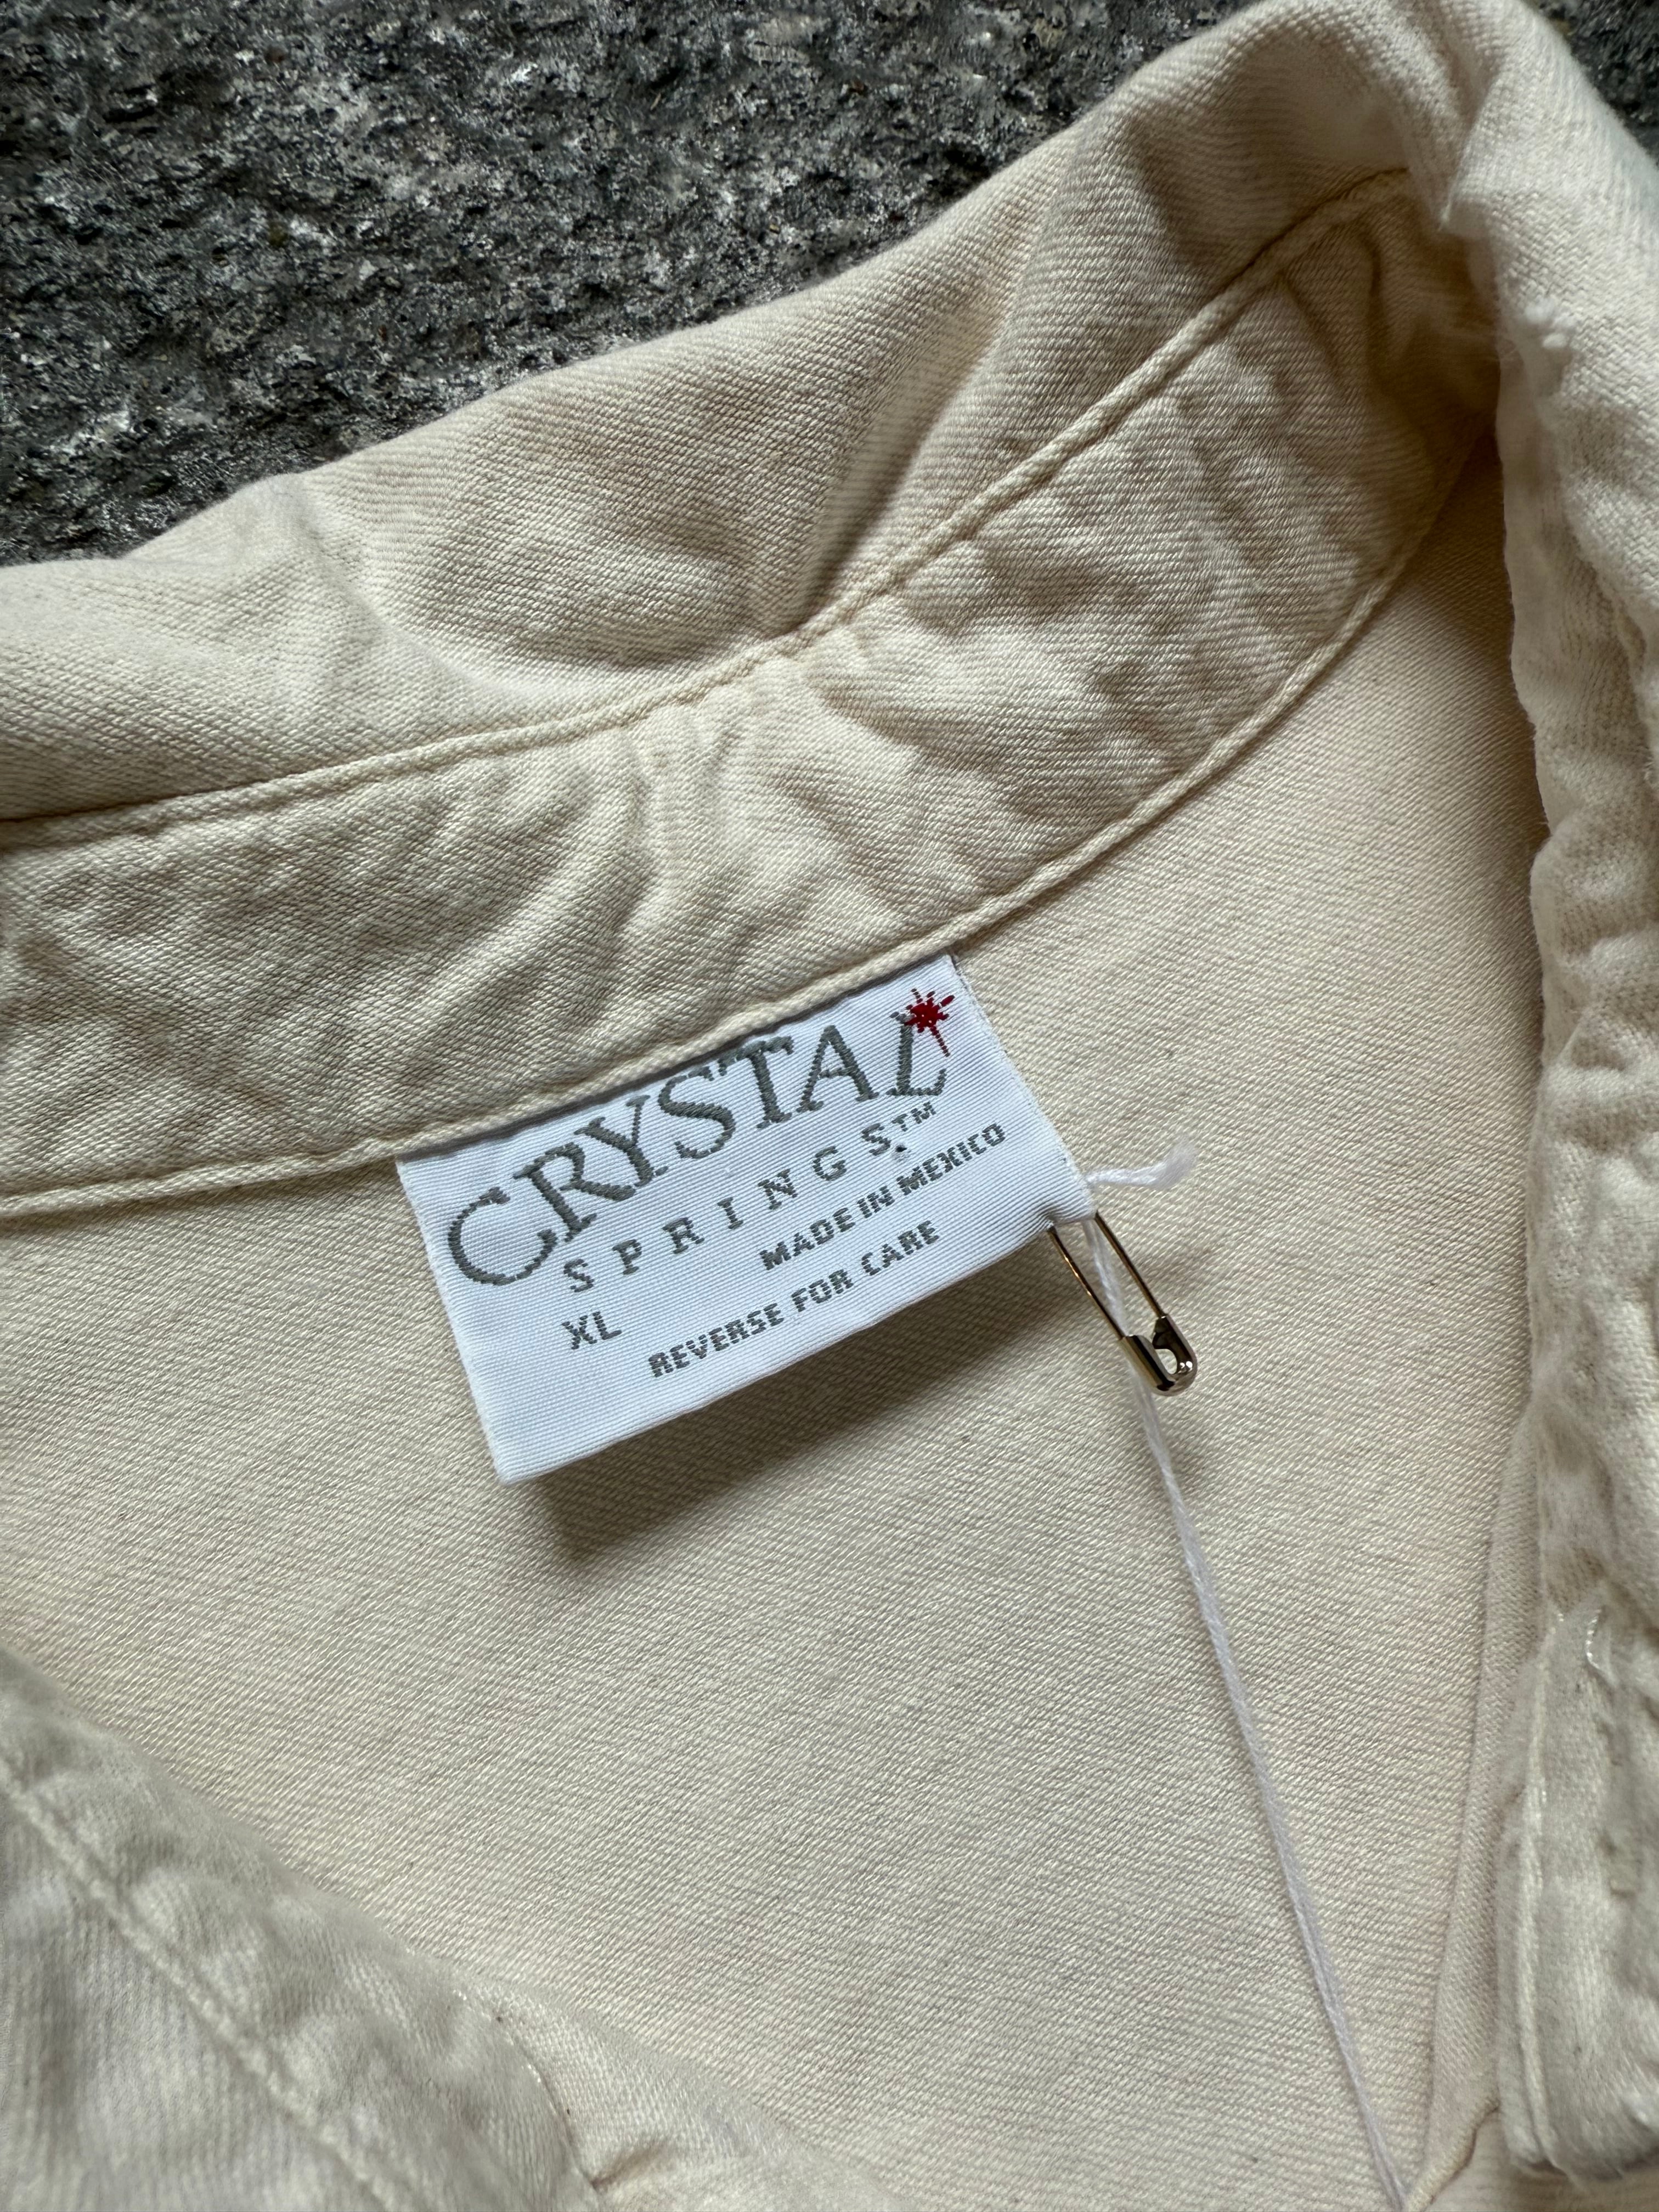 CRYSTAL
SPRINGS™
MADE IN MEXICO
XL
REVERSE FOR CARE